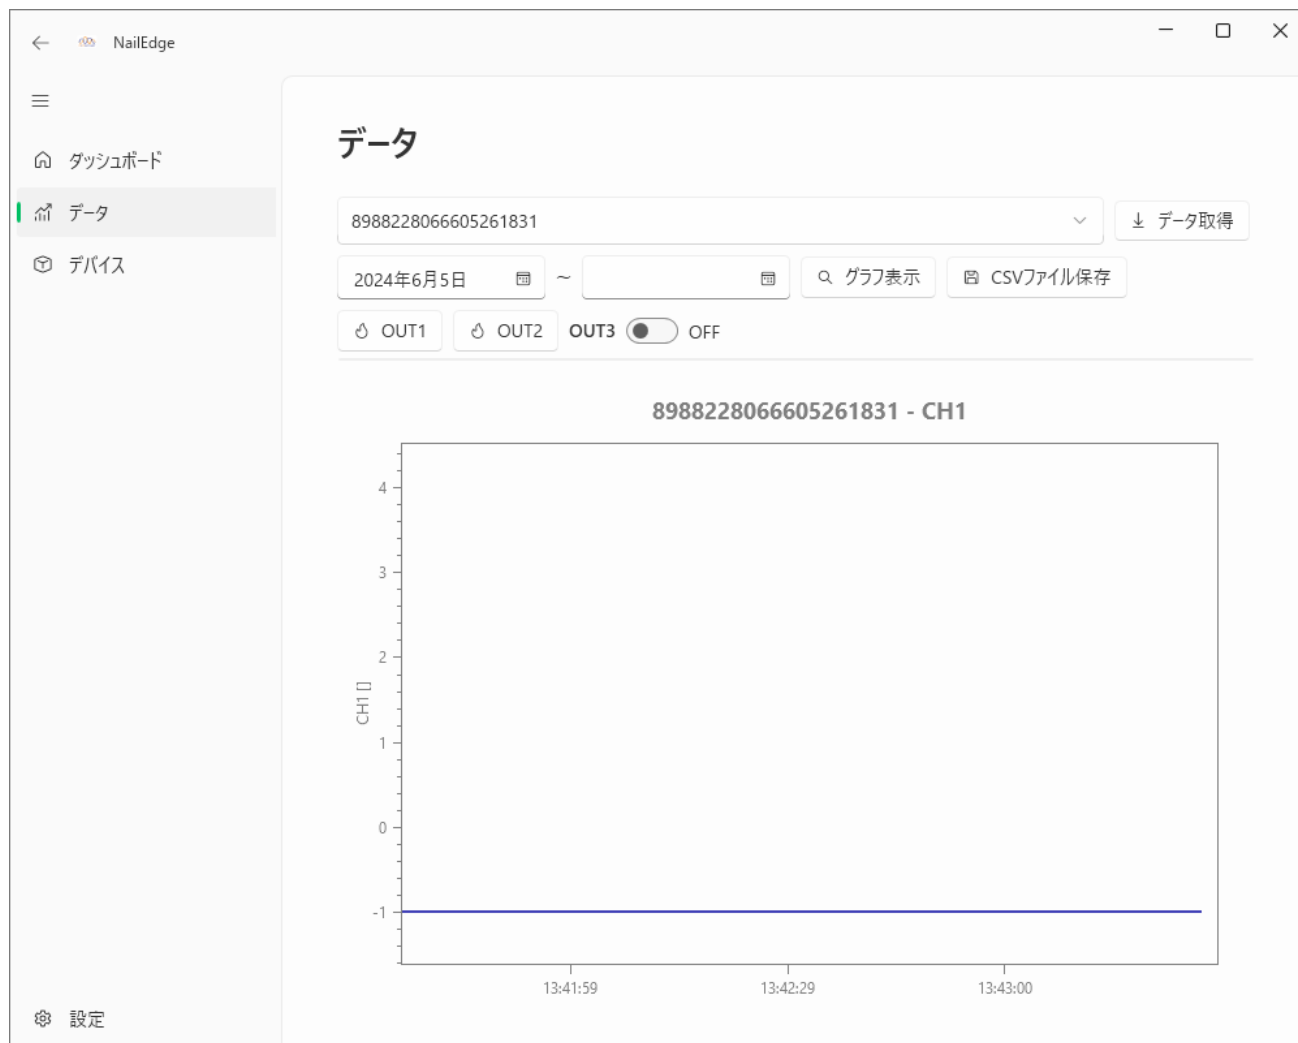 NailEdge
ダッシュボード
データ
デバイス
設定
データ
8988228066605261831
データ取得
2024年6月5日 ~ グラフ表示 CSVファイル保存
OUT1 OUT2 OUT3 OFF
8988228066605261831 - CH1
CH1 []
4
3
2
1
0
-1
13:41:59 13:42:29 13:43:00